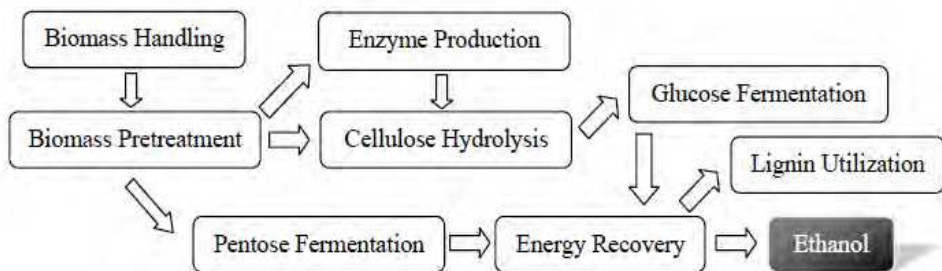 Biomass Handling
Enzyme Production
Glucose Fermentation
Biomass Pretreatment
Cellulose Hydrolysis
Lignin Utilization
Pentose Fermentation
Energy Recovery
Ethanol